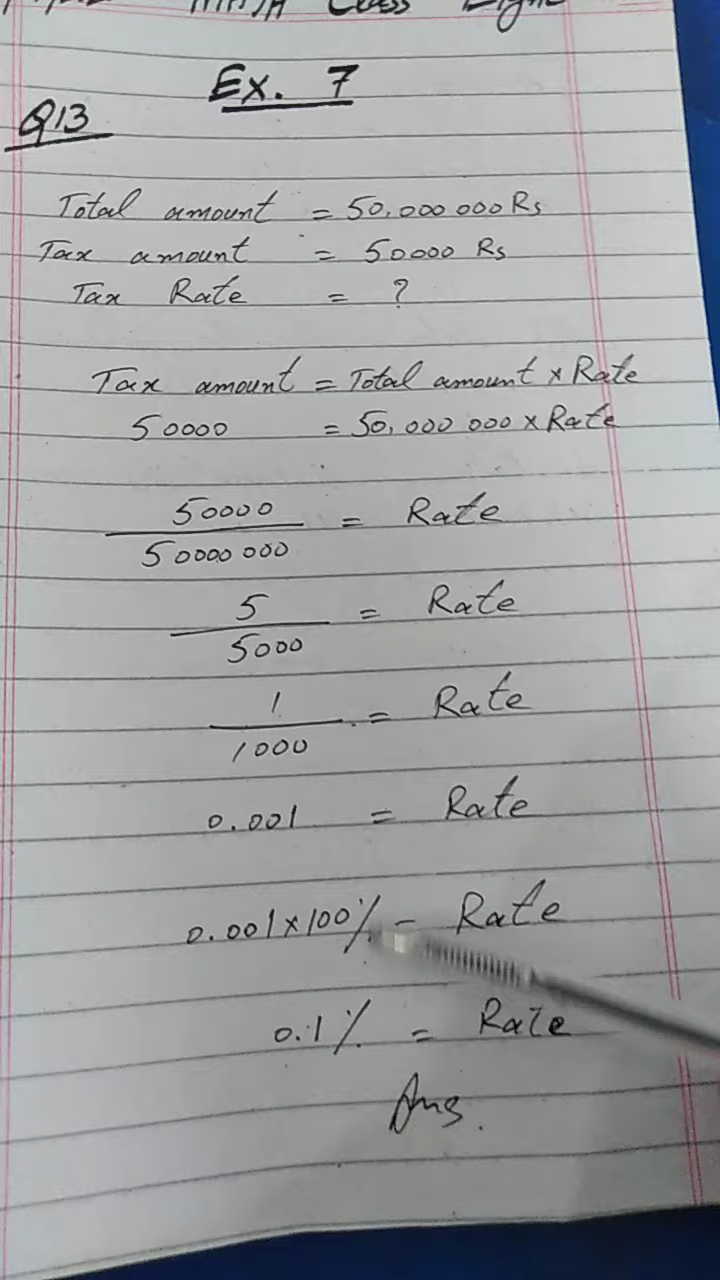 Class
Ex. 7
Q13
Total amount = 50,000 000 Rs
Tax amount = 50000 Rs
Tax Rate = ?
Tax amount = Total amount × Rate
50000 = 50,000 000 × Rate
50000 / 50000 000 = Rate
5 / 5000 = Rate
1 / 1000 = Rate
0.001 = Rate
0.001 × 100% = Rate
0.1% = Rate
Ans.